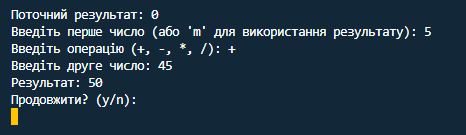 Поточний результат: 0
Введіть перше число (або 'm' для використання результату): 5
Введіть операцію (+, -, *, /): +
Введіть друге число: 45
Результат: 50
Продовжити? (y/n):